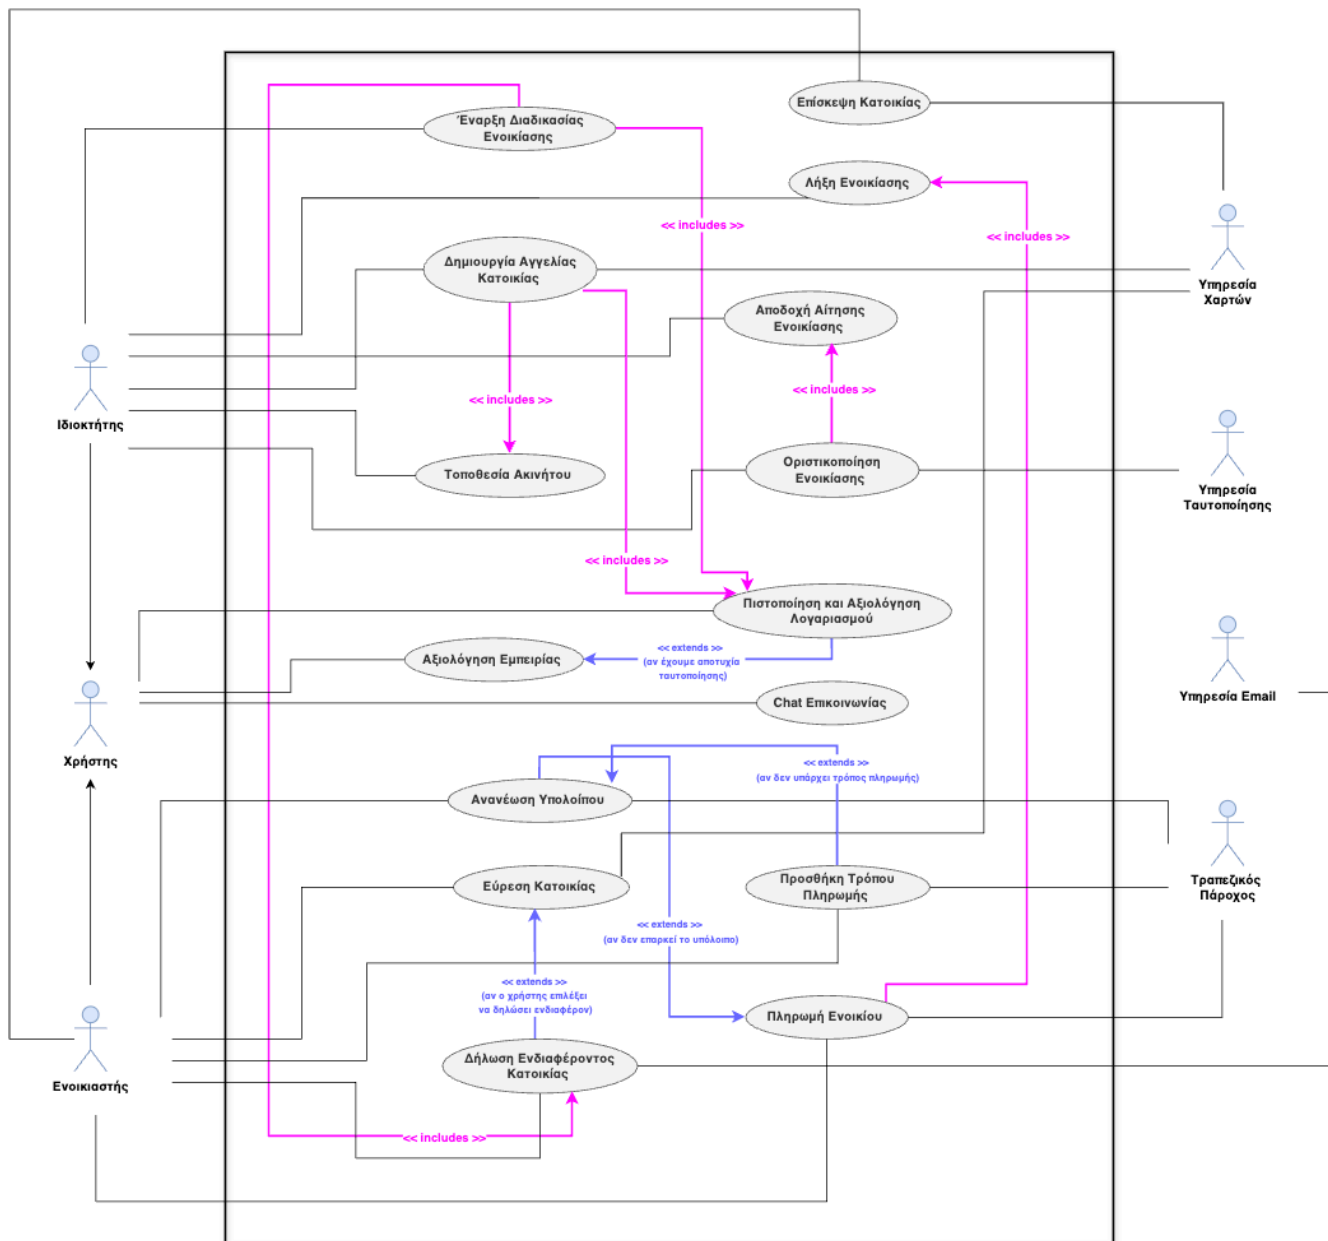 Επίσκεψη Κατοικίας
Έναρξη Διαδικασίας
Ενοικίασης
Λήξη Ενοικίασης
<< includes >>
<< includes >>
Δημιουργία Αγγελίας
Κατοικίας
Υπηρεσία
Χαρτών
Αποδοχή Αίτησης
Ενοικίασης
<< includes >>
<< includes >>
Ιδιοκτήτης
Τοποθεσία Ακινήτου
Οριστικοποίηση
Ενοικίασης
Υπηρεσία
Ταυτοποίησης
<< includes >>
Πιστοποίηση και Αξιολόγηση
Λογαριασμού
Αξιολόγηση Εμπειρίας
<< extends >>
(αν έχουμε αποτυχία
ταυτοποίησης)
Υπηρεσία Email
Chat Επικοινωνίας
Χρήστης
<< extends >>
(αν δεν υπάρχει τρόπος πληρωμής)
Ανανέωση Υπολοίπου
Εύρεση Κατοικίας
Προσθήκη Τρόπου
Πληρωμής
Τραπεζικός
Πάροχος
<< extends >>
(αν δεν επαρκεί το υπόλοιπο)
<< extends >>
(αν ο χρήστης επιλέξει
να δηλώσει ενδιαφέρον)
Πληρωμή Ενοικίου
Δήλωση Ενδιαφέροντος
Κατοικίας
Ενοικιαστής
<< includes >>